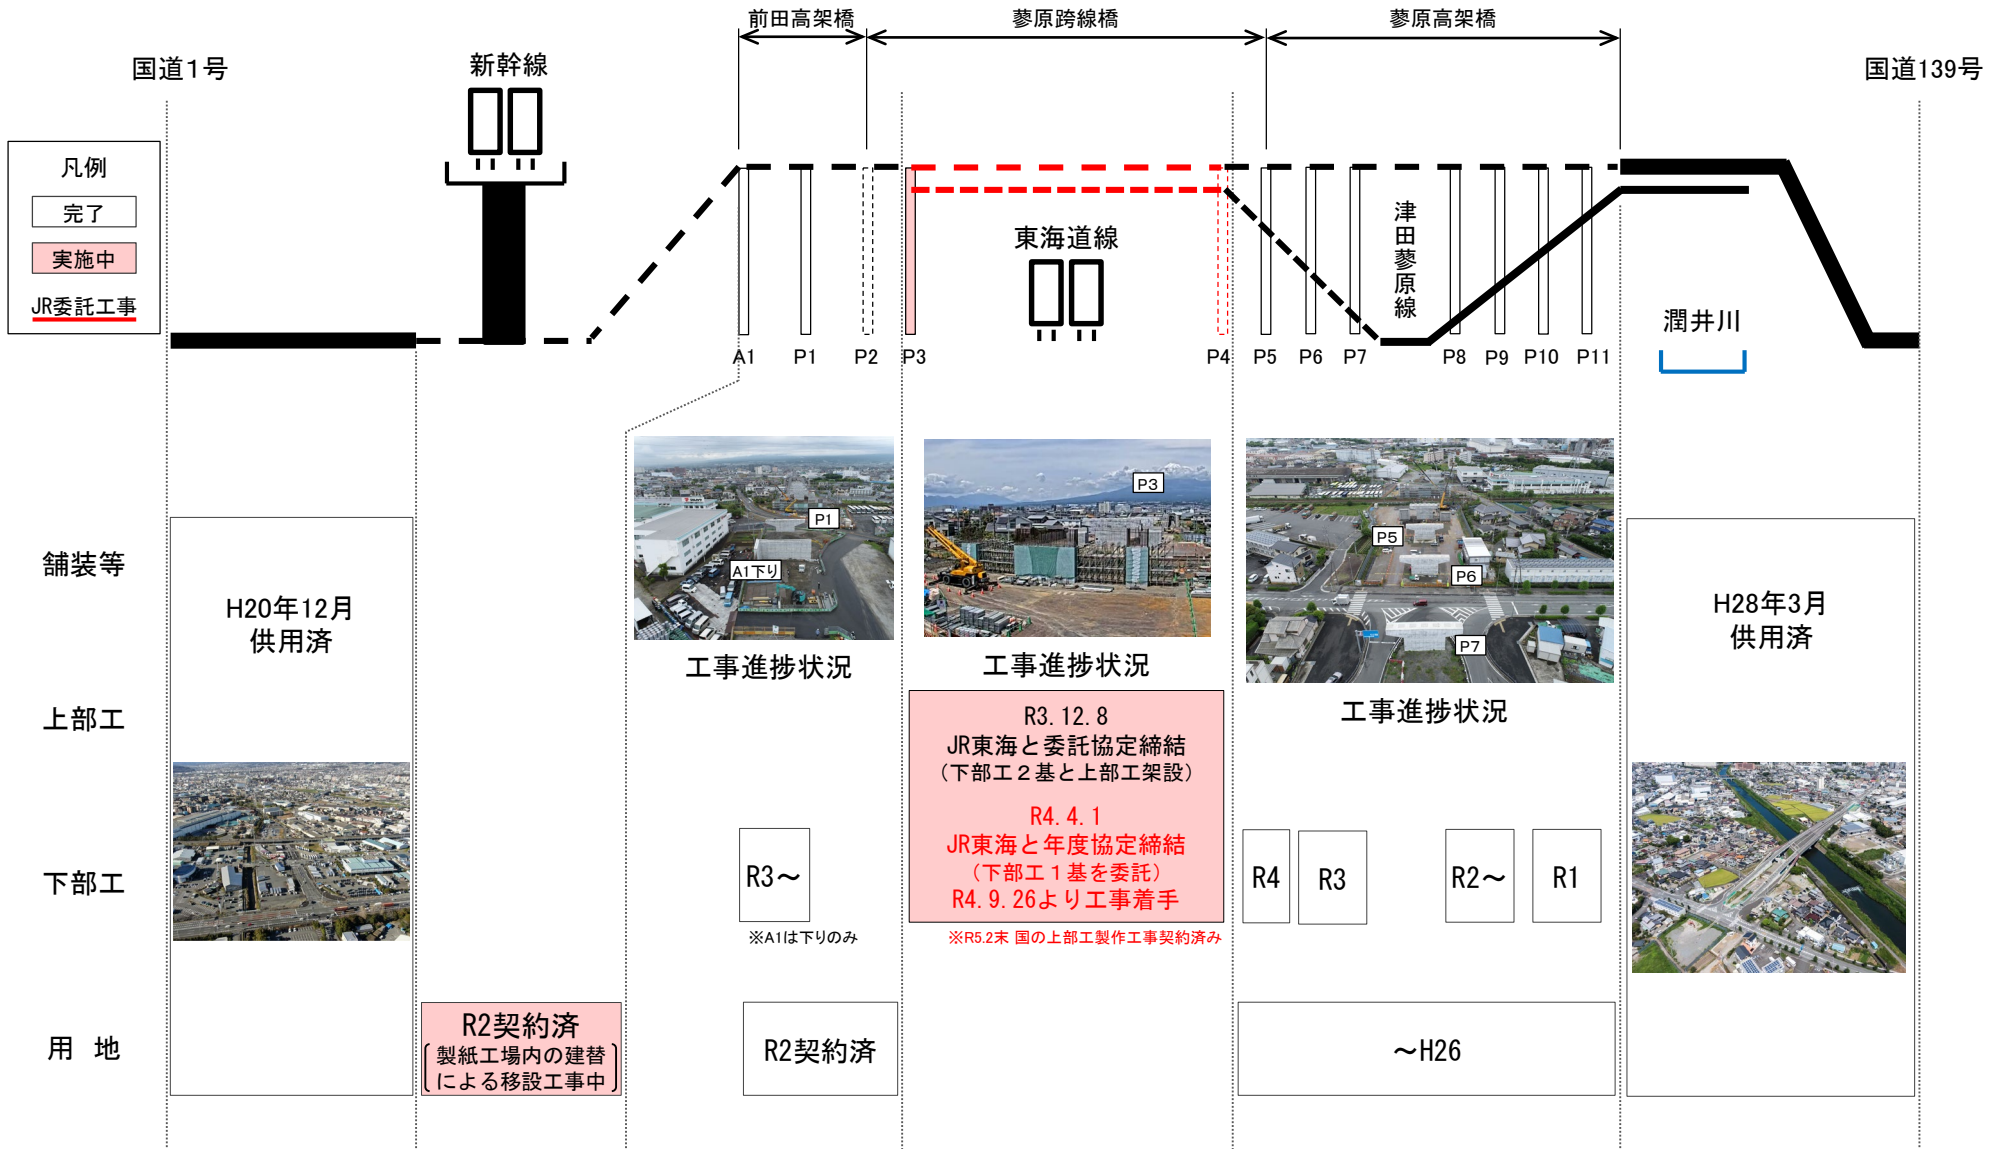 前田高架橋
蓼原跨線橋
蓼原高架橋
国道1号
新幹線
国道139号
凡例
完了
実施中
JR委託工事
東海道線
津田蓼原線
潤井川
A1
P1
P2
P3
P4
P5
P6
P7
P8
P9
P10
P11
P1
A1下り
P3
P5
P6
P7
工事進捗状況
工事進捗状況
工事進捗状況
舗装等
上部工
下部工
用 地
H20年12月
供用済
H28年3月
供用済
R3.12.8
JR東海と委託協定締結
(下部工2基と上部工架設)
R4.4.1
JR東海と年度協定締結
(下部工1基を委託)
R4.9.26より工事着手
※R5.2末 国の上部工製作工事契約済み
R3～
※A1は下りのみ
R4
R3
R2～
R1
R2契約済
製紙工場内の建替
による移設工事中
R2契約済
～H26